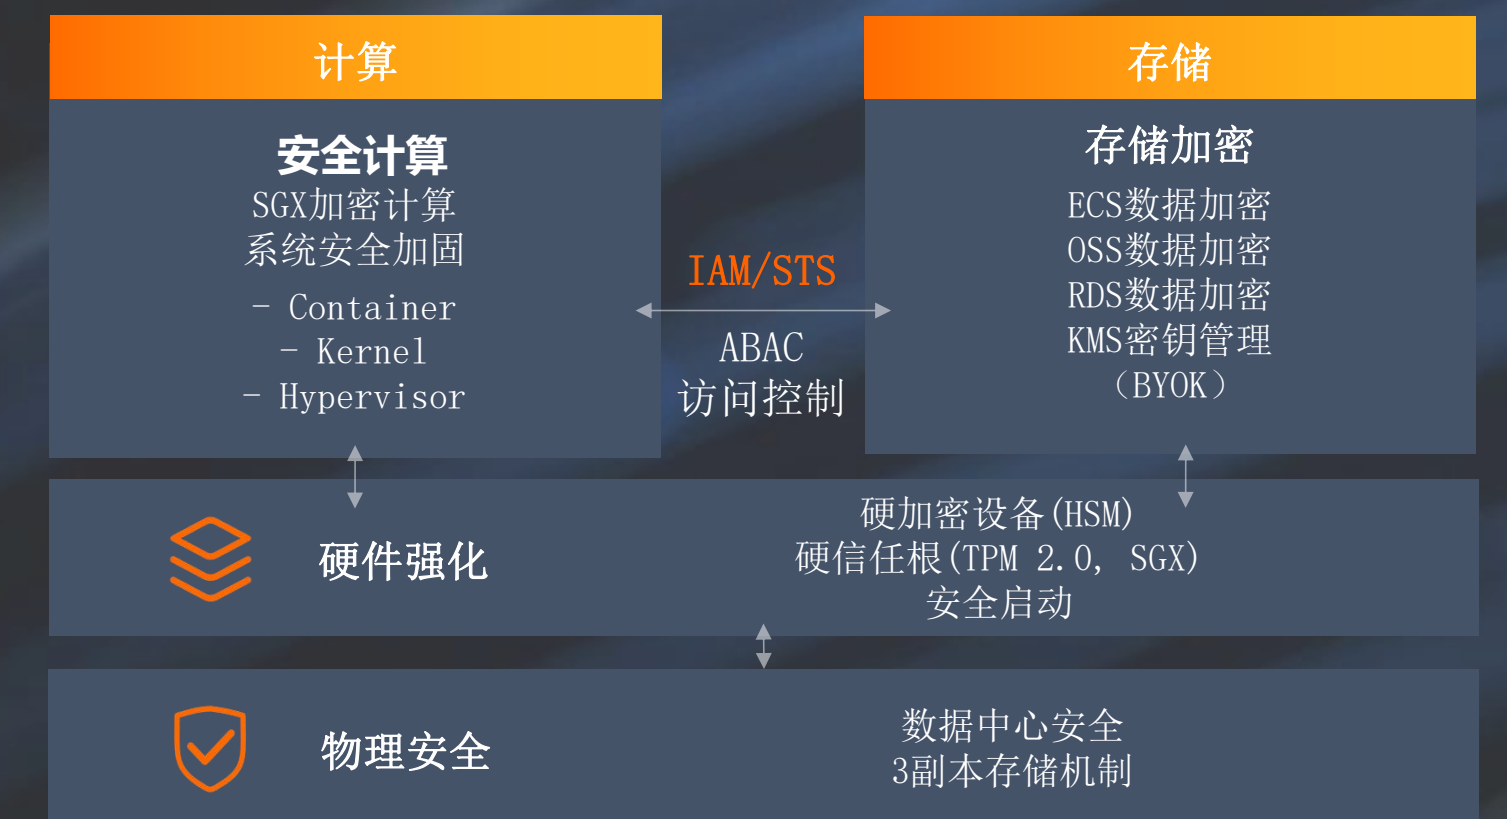 计算
安全计算
SGX加密计算
系统安全加固
- Container
- Kernel
- Hypervisor
IAM/STS
ABAC
访问控制
存储
存储加密
ECS数据加密
OSS数据加密
RDS数据加密
KMS密钥管理
（BYOK）
硬件强化
硬加密设备(HSM)
硬信任根(TPM 2.0, SGX)
安全启动
物理安全
数据中心安全
3副本存储机制